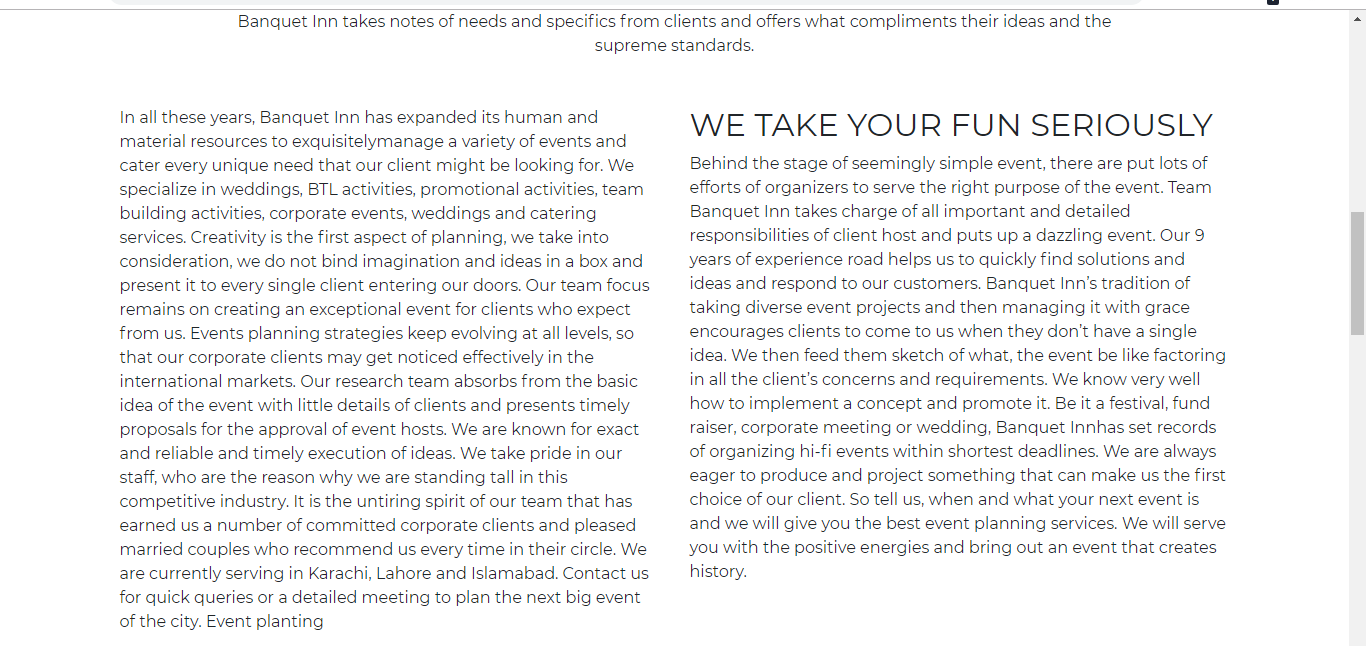 Banquet Inn takes notes of needs and specifics from clients and offers what compliments their ideas and the
supreme standards.
In all these years, Banquet Inn has expanded its human and
material resources to exquisitelymanage a variety of events and
cater every unique need that our client might be looking for. We
specialize in weddings, BTL activities, promotional activities, team
building activities, corporate events, weddings and catering
services. Creativity is the first aspect of planning, we take into
consideration, we do not bind imagination and ideas in a box and
present it to every single client entering our doors. Our team focus
remains on creating an exceptional event for clients who expect
from us. Events planning strategies keep evolving at all levels, so
that our corporate clients may get noticed effectively in the
international markets. Our research team absorbs from the basic
idea of the event with little details of clients and presents timely
proposals for the approval of event hosts. We are known for exact
and reliable and timely execution of ideas. We take pride in our
staff, who are the reason why we are standing tall in this
competitive industry. It is the untiring spirit of our team that has
earned us a number of committed corporate clients and pleased
married couples who recommend us every time in their circle. We
are currently serving in Karachi, Lahore and Islamabad. Contact us
for quick queries or a detailed meeting to plan the next big event
of the city. Event planting
WE TAKE YOUR FUN SERIOUSLY
Behind the stage of seemingly simple event, there are put lots of
efforts of organizers to serve the right purpose of the event. Team
Banquet Inn takes charge of all important and detailed
responsibilities of client host and puts up a dazzling event. Our 9
years of experience road helps us to quickly find solutions and
ideas and respond to our customers. Banquet Inn’s tradition of
taking diverse event projects and then managing it with grace
encourages clients to come to us when they don’t have a single
idea. We then feed them sketch of what, the event be like factoring
in all the client’s concerns and requirements. We know very well
how to implement a concept and promote it. Be it a festival, fund
raiser, corporate meeting or wedding, Banquet Innhas set records
of organizing hi-fi events within shortest deadlines. We are always
eager to produce and project something that can make us the first
choice of our client. So tell us, when and what your next event is
and we will give you the best event planning services. We will serve
you with the positive energies and bring out an event that creates
history.